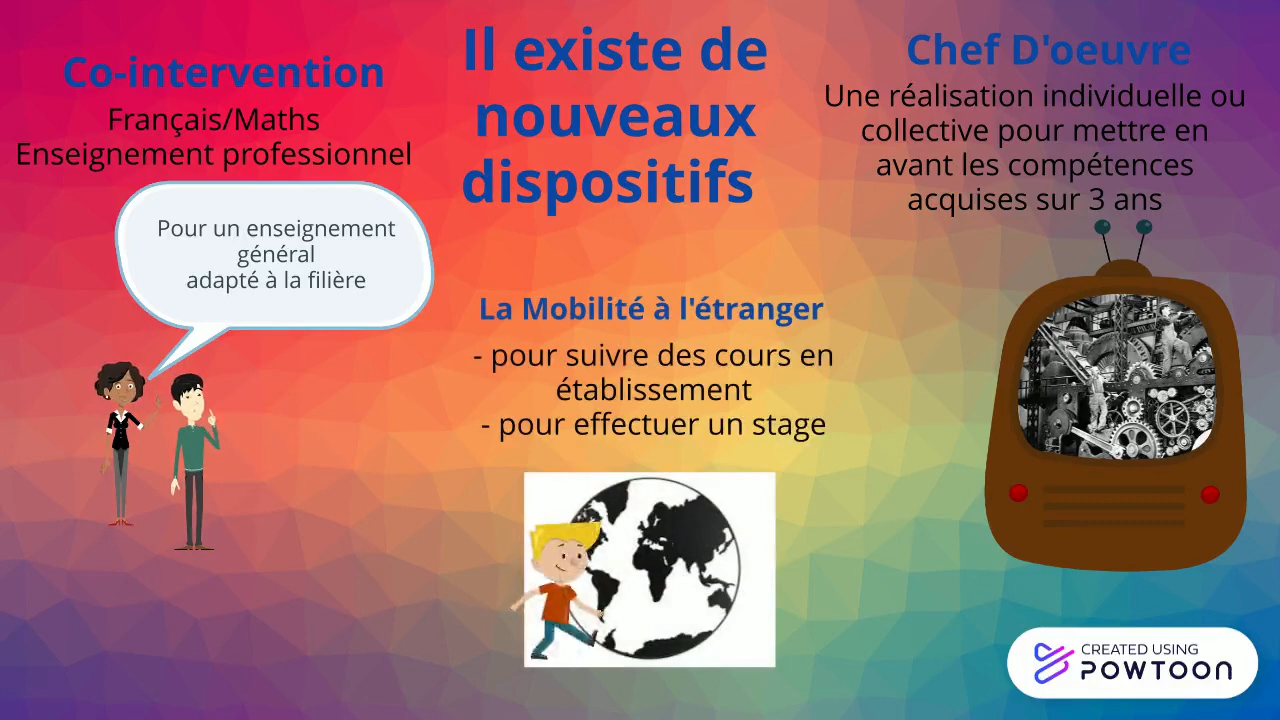 Il existe de
nouveaux
dispositifs
Co-intervention
Français/Maths
Enseignement professionnel
Pour un enseignement
général
adapté à la filière
La Mobilité à l'étranger
- pour suivre des cours en
établissement
- pour effectuer un stage
Chef D'oeuvre
Une réalisation individuelle ou
collective pour mettre en
avant les compétences
acquises sur 3 ans
CREATED USING
POWTOON